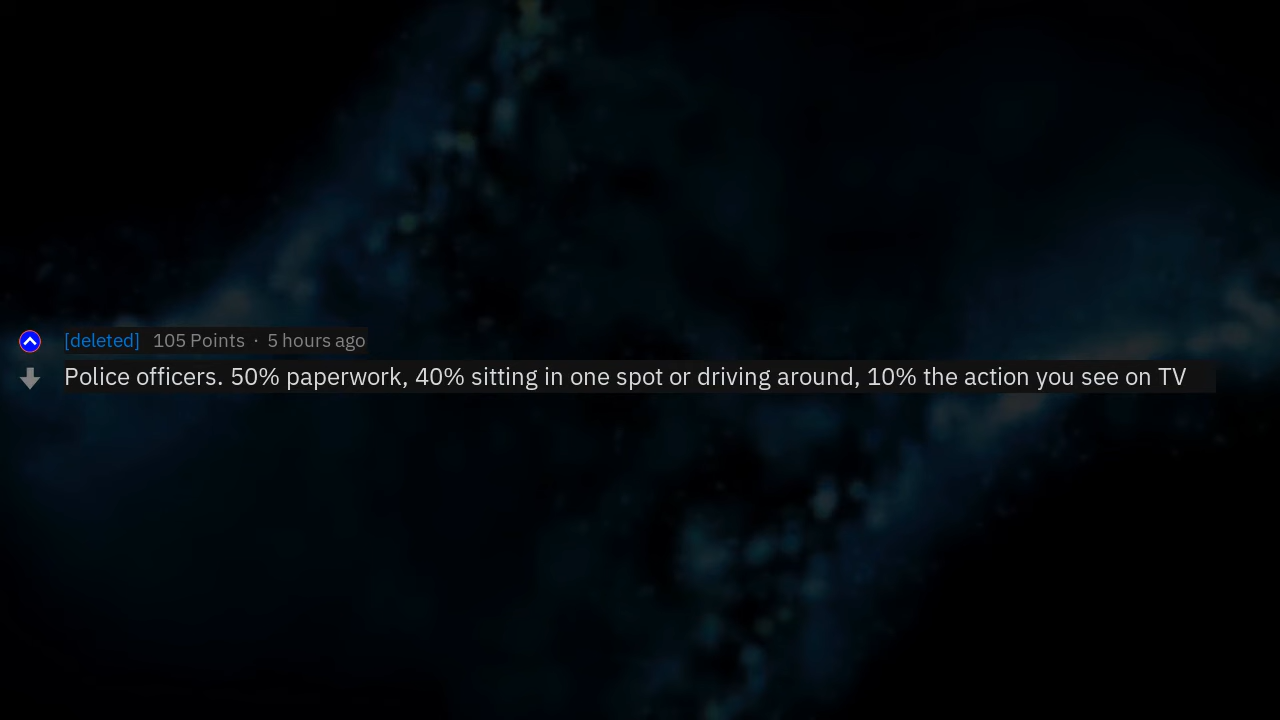 [deleted] 105 Points · 5 hours ago
Police officers. 50% paperwork, 40% sitting in one spot or driving around, 10% the action you see on TV